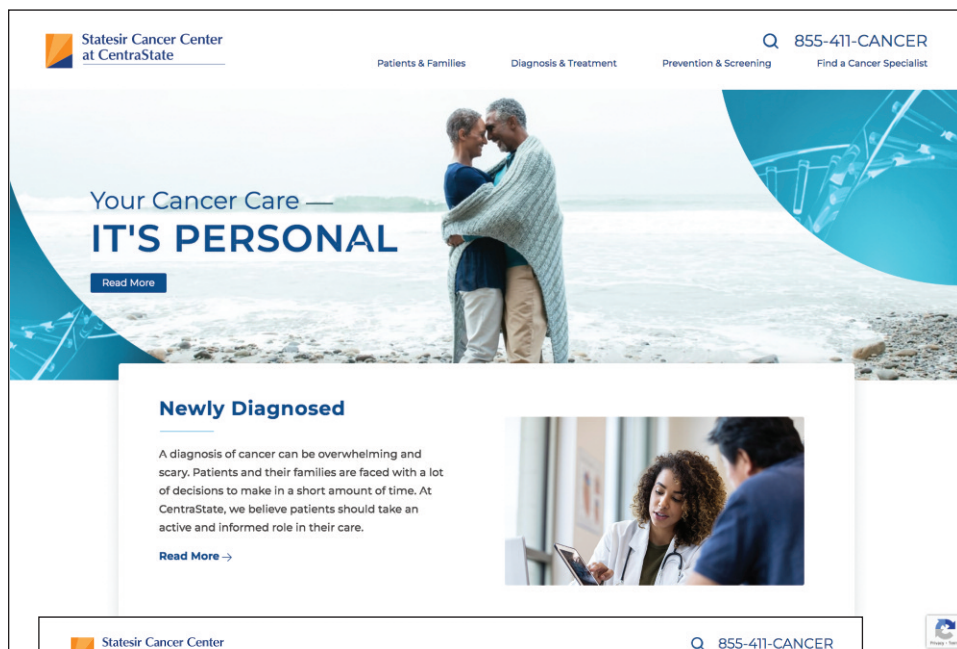 Statesir Cancer Center
at CentraState
855-411-CANCER
Patients & Families
Diagnosis & Treatment
Prevention & Screening
Find a Cancer Specialist
Your Cancer Care —
IT'S PERSONAL
Read More
Newly Diagnosed
A diagnosis of cancer can be overwhelming and
scary. Patients and their families are faced with a lot
of decisions to make in a short amount of time. At
CentraState, we believe patients should take an
active and informed role in their care.
Read More →
Statesir Cancer Center
855-411-CANCER